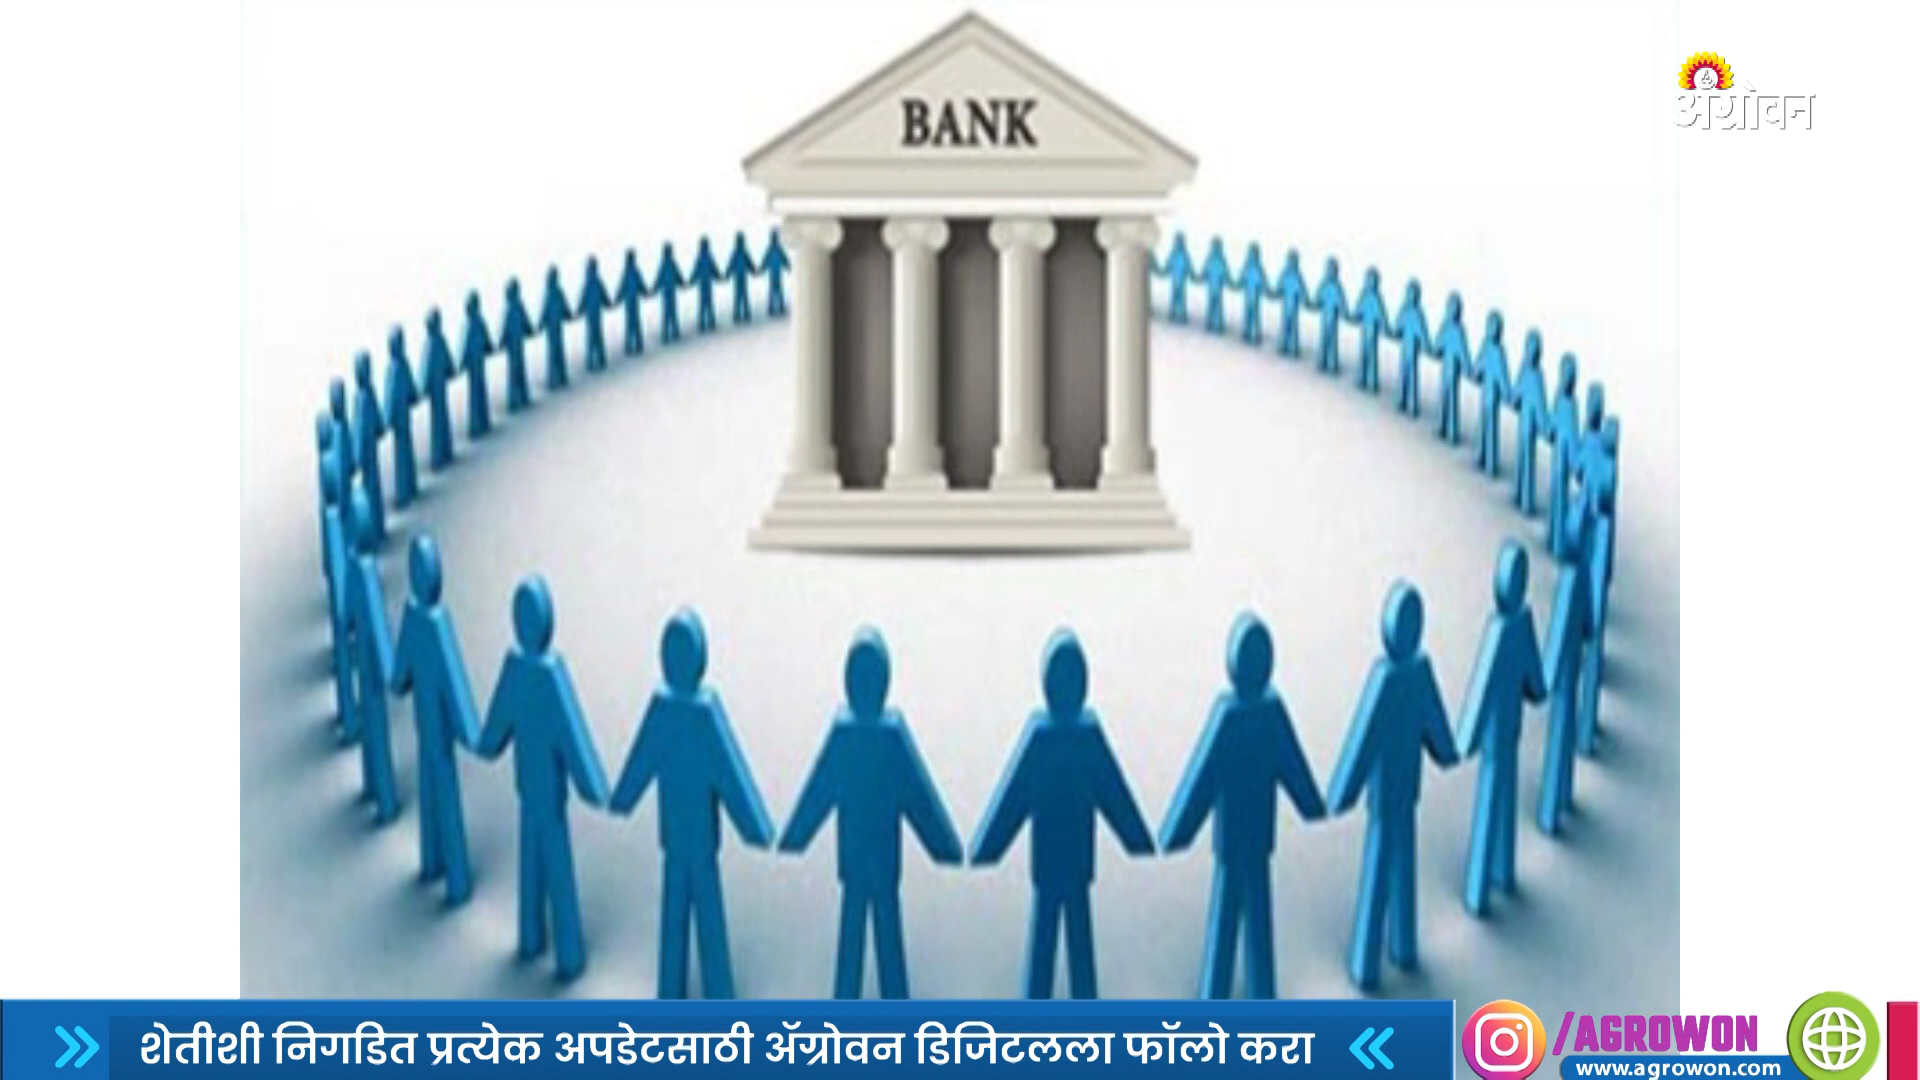 BANK
अ‍ॅग्रोवन
शेतीशी निगडित प्रत्येक अपडेटसाठी अ‍ॅग्रोवन डिजिटलला फॉलो करा
/AGROWON
www.agrowon.com